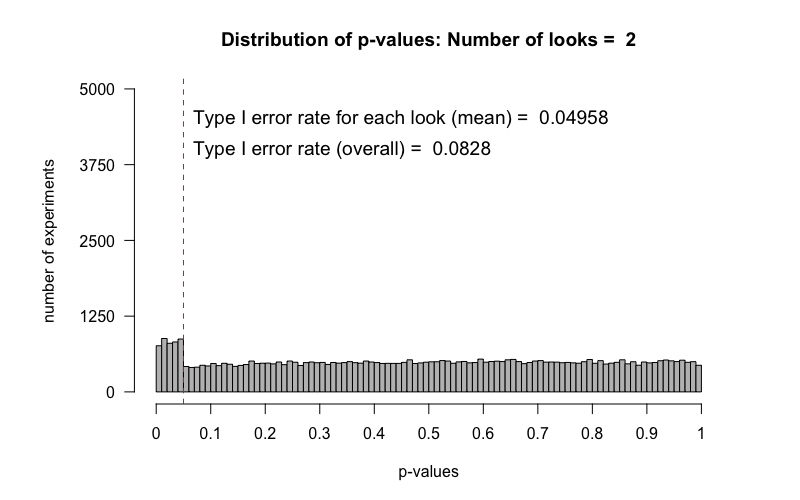 Distribution of p-values: Number of looks = 2
5000
Type I error rate for each look (mean) = 0.04958
Type I error rate (overall) = 0.0828
3750
number of experiments
2500
1250
0
0 0.1 0.2 0.3 0.4 0.5 0.6 0.7 0.8 0.9 1
p-values